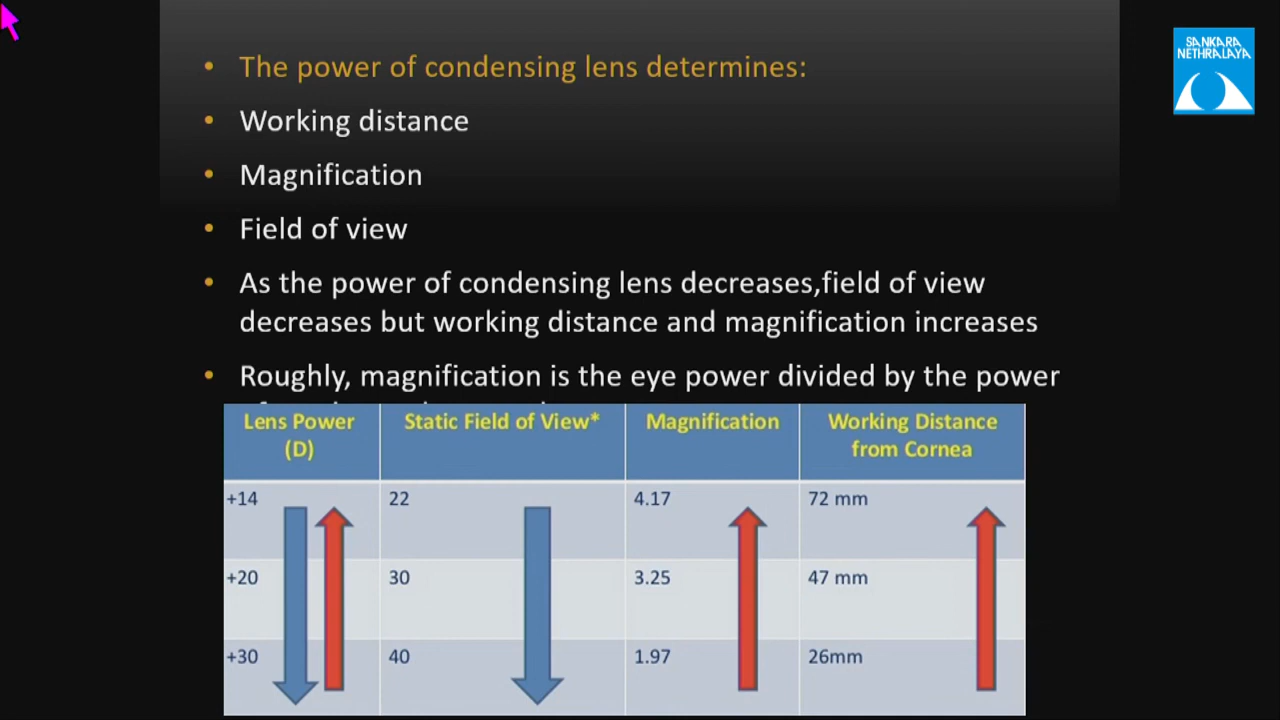 The power of condensing lens determines:
SANKARA
NETHRALAYA
Working distance
Magnification
Field of view
As the power of condensing lens decreases,field of view
decreases but working distance and magnification increases
Roughly, magnification is the eye power divided by the power
Lens Power (D) Static Field of View* Magnification Working Distance from Cornea
+14 22 4.17 72 mm
+20 30 3.25 47 mm
+30 40 1.97 26mm